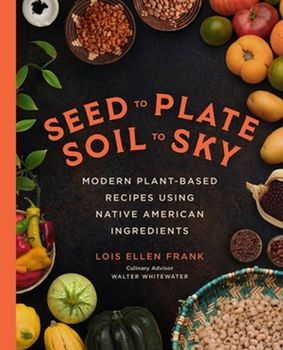 SEED TO PLATE
SOIL TO SKY
MODERN PLANT-BASED
RECIPES USING
NATIVE AMERICAN
INGREDIENTS
LOIS ELLEN FRANK
Culinary Advisor
WALTER WHITEWATER